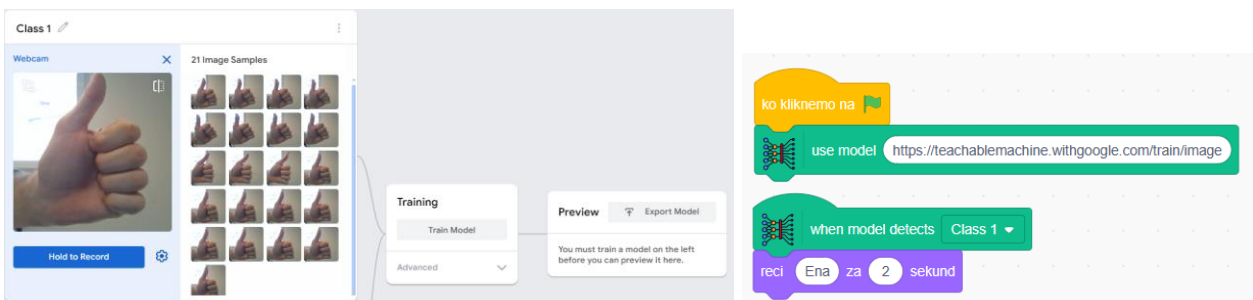 Class 1
Webcam
21 Image Samples
Hold to Record
Training
Train Model
Advanced
Preview
Export Model
You must train a model on the left
before you can preview it here.
ko kliknemo na
use model https://teachablemachine.withgoogle.com/train/image
when model detects Class 1
reci Ena za 2 sekund